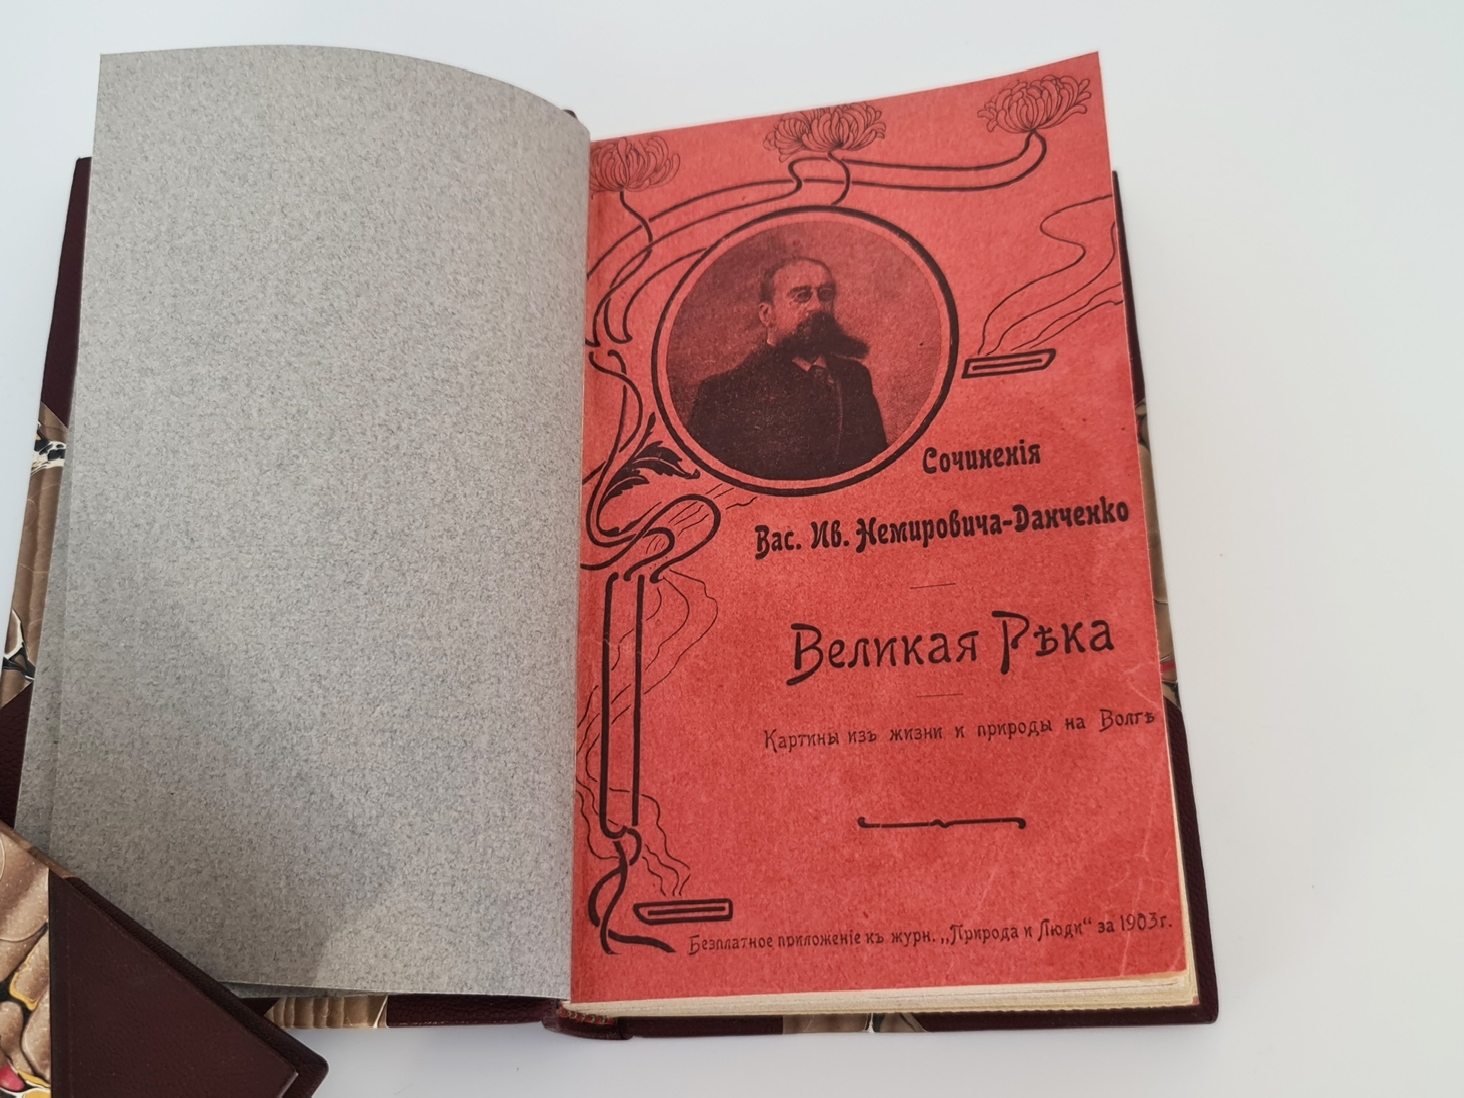 Сочиненія
Вас. Ив. Немировича-Данченко
Великая Рѣка
Картины изъ жизни и природы на Волгѣ
Безплатное приложеніе къ журн. „Природа и Люди“ за 1903г.